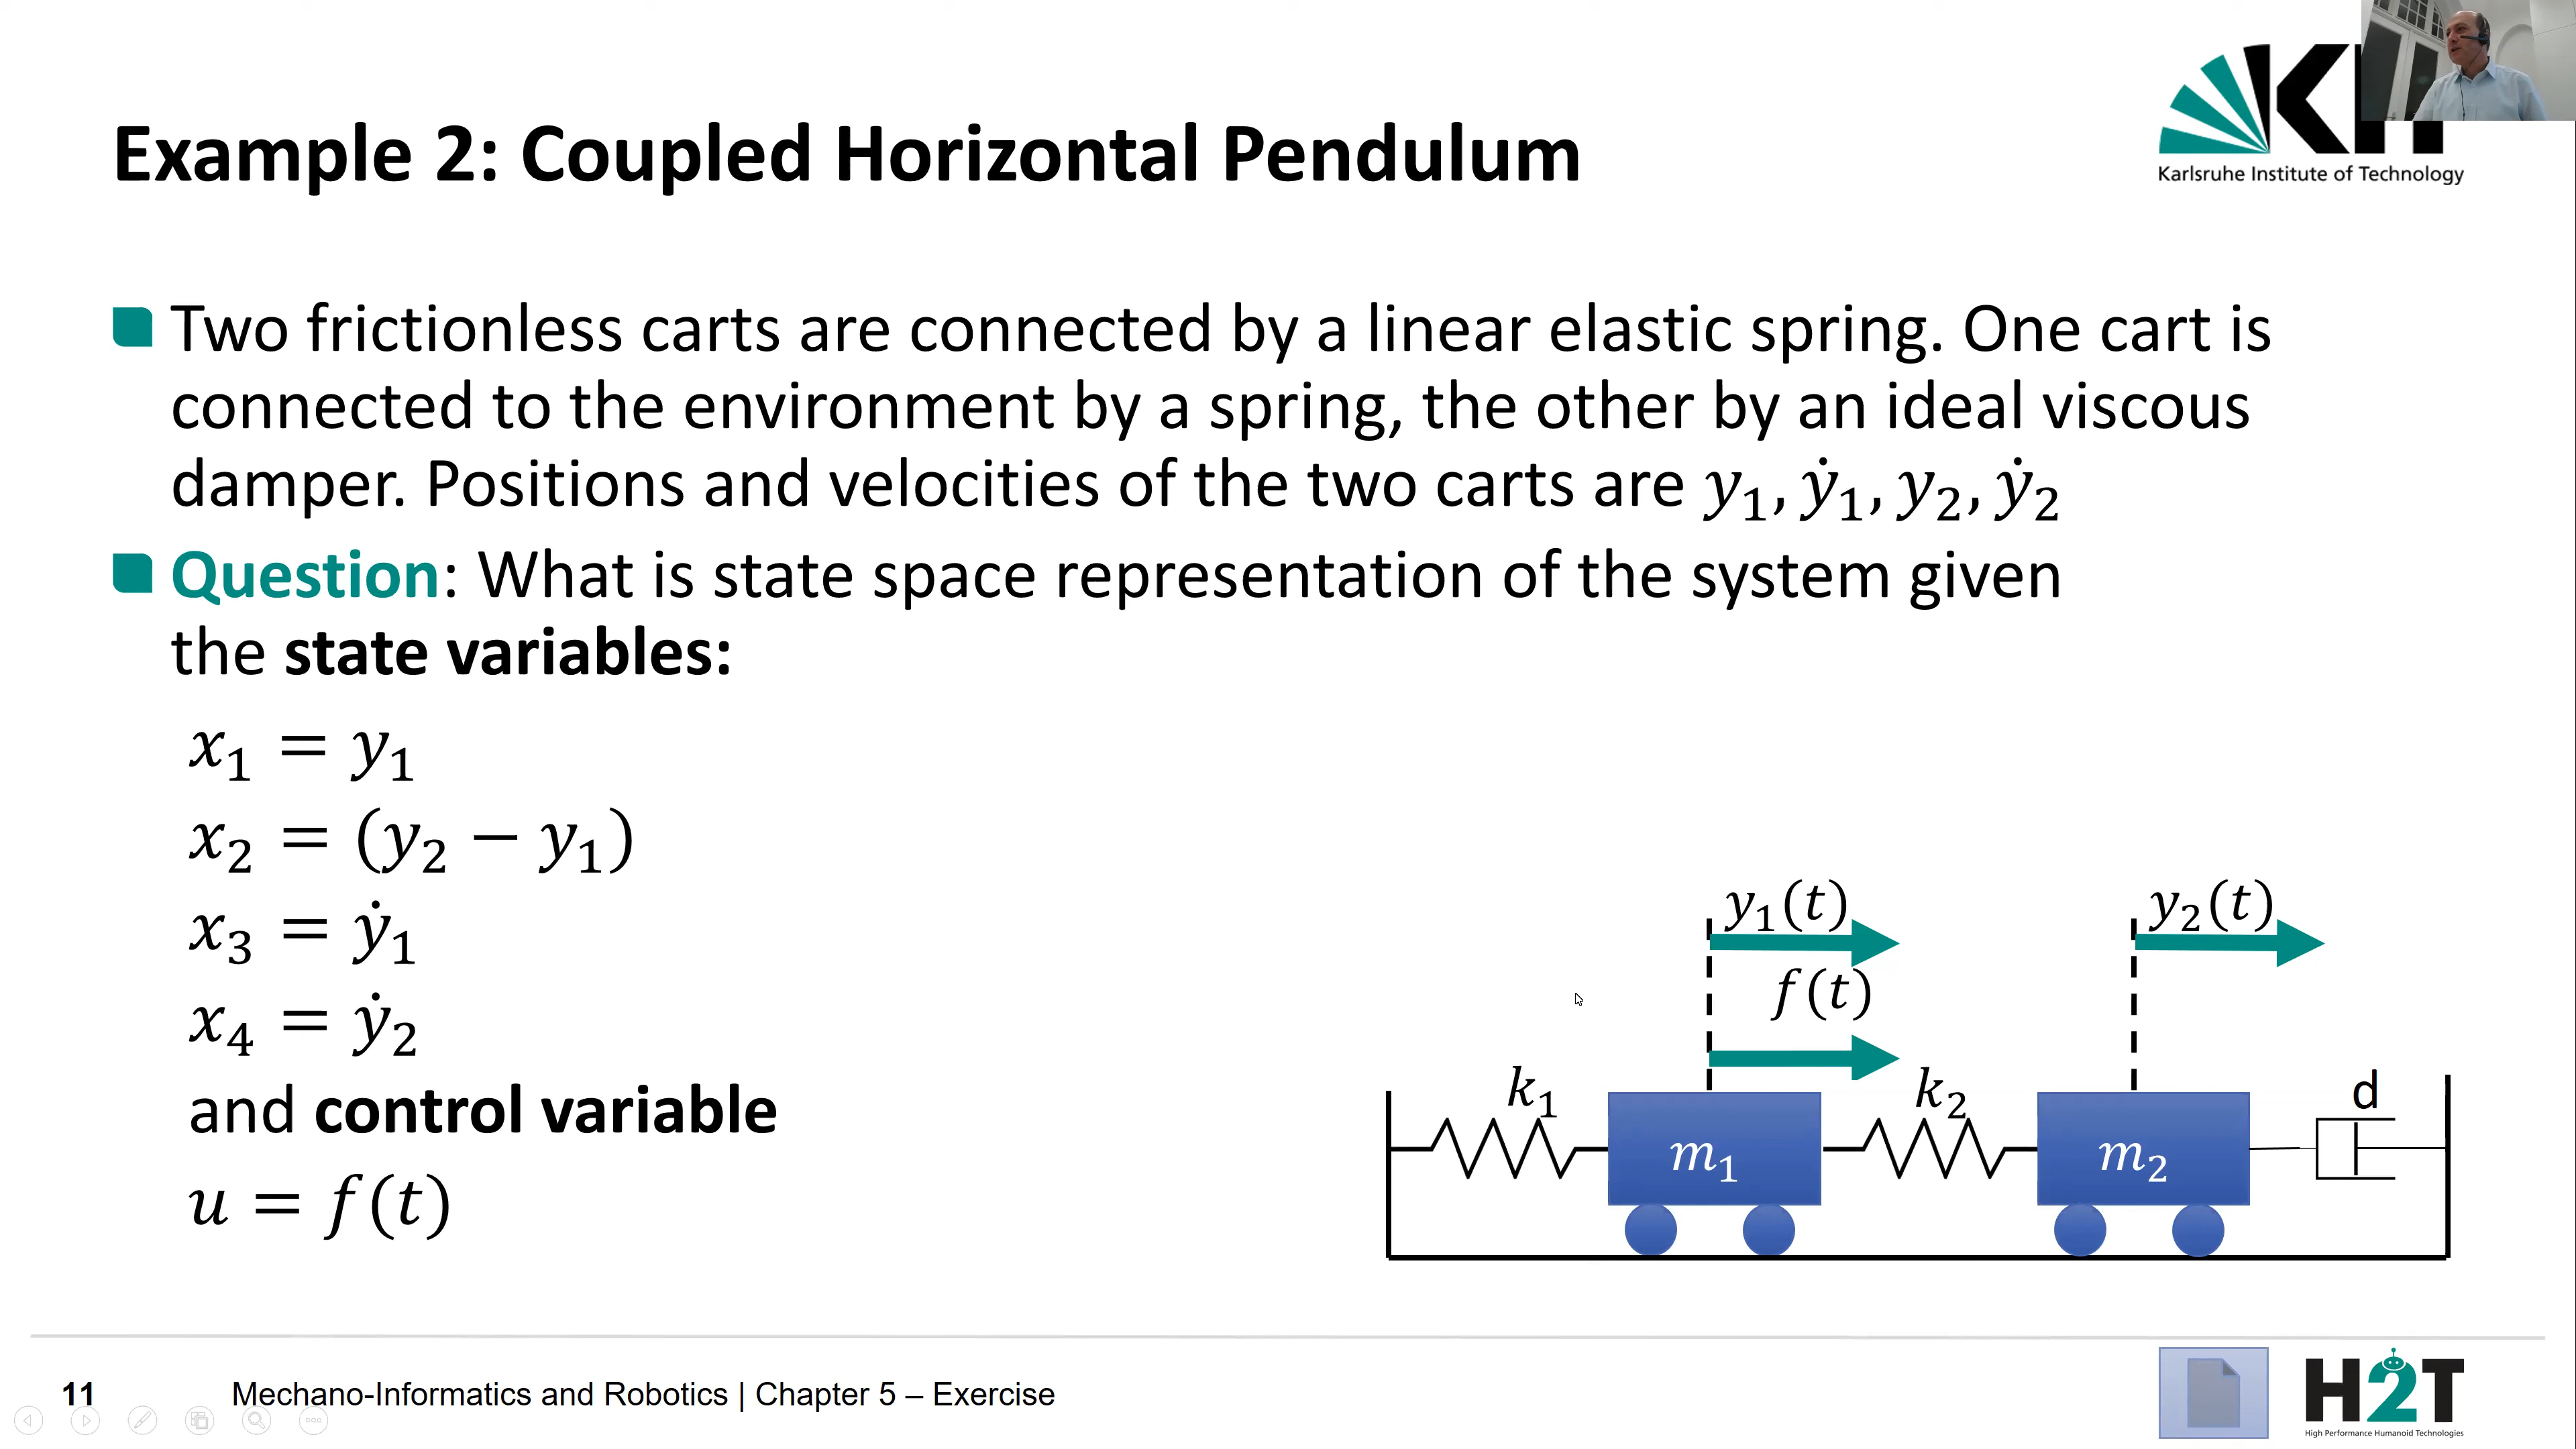 Example 2: Coupled Horizontal Pendulum
Karlsruhe Institute of Technology
Two frictionless carts are connected by a linear elastic spring. One cart is
connected to the environment by a spring, the other by an ideal viscous
damper. Positions and velocities of the two carts are y₁, ẏ₁, y₂, ẏ₂
Question: What is state space representation of the system given
the state variables:
x₁ = y₁
x₂ = (y₂ − y₁)
x₃ = ẏ₁
x₄ = ẏ₂
and control variable
u = f(t)
y₁(t)
y₂(t)
f(t)
k₁
k₂
d
m₁
m₂
11
Mechano-Informatics and Robotics | Chapter 5 – Exercise
H2T
High Performance Humanoid Technologies